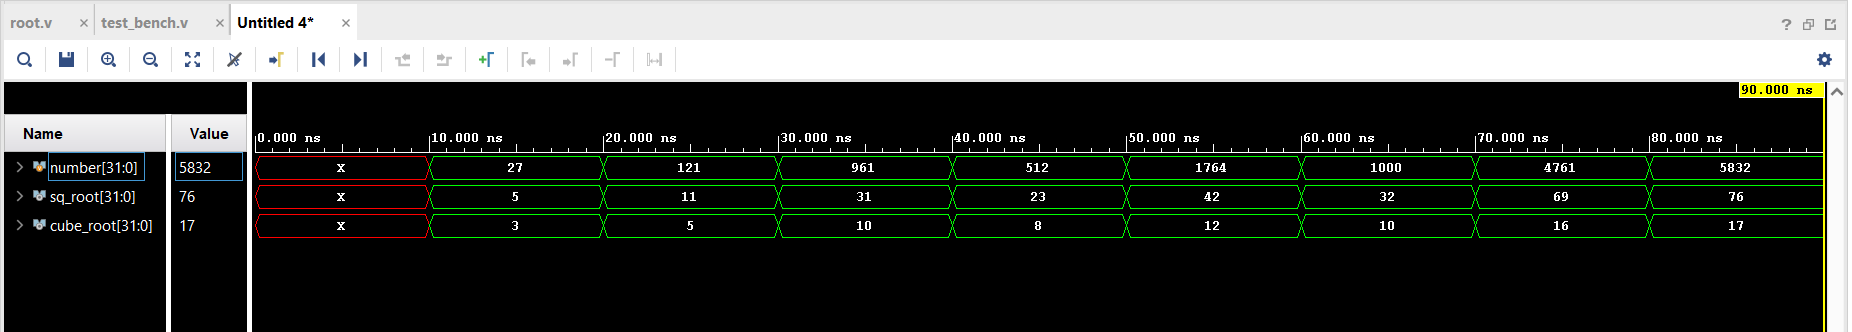 root.v × test_bench.v × Untitled 4* ×
?
90.000 ns
Name Value 0.000 ns 10.000 ns 20.000 ns 30.000 ns 40.000 ns 50.000 ns 60.000 ns 70.000 ns 80.000 ns
number[31:0] 5832 X 27 121 961 512 1764 1000 4761 5832
sq_root[31:0] 76 X 5 11 31 23 42 32 69 76
cube_root[31:0] 17 X 3 5 10 8 12 10 16 17